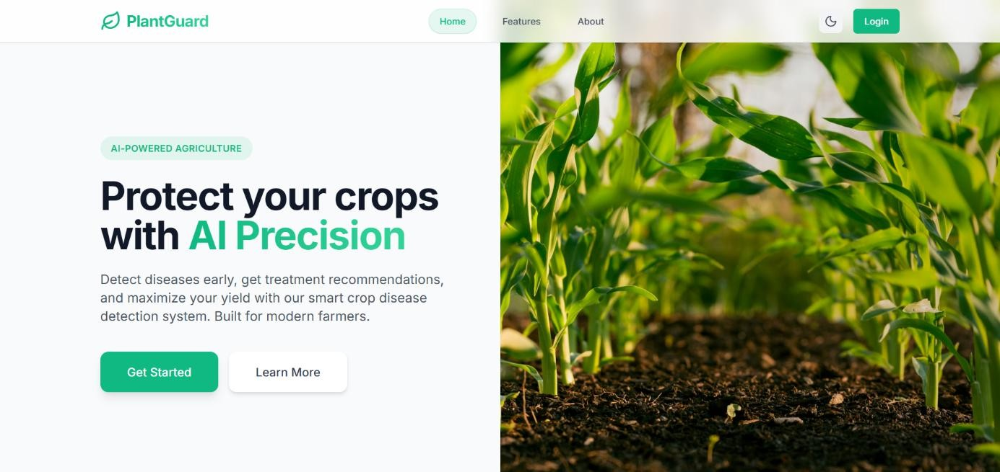 PlantGuard
Home
Features
About
Login
AI-POWERED AGRICULTURE
Protect your crops
with AI Precision
Detect diseases early, get treatment recommendations,
and maximize your yield with our smart crop disease
detection system. Built for modern farmers.
Get Started
Learn More